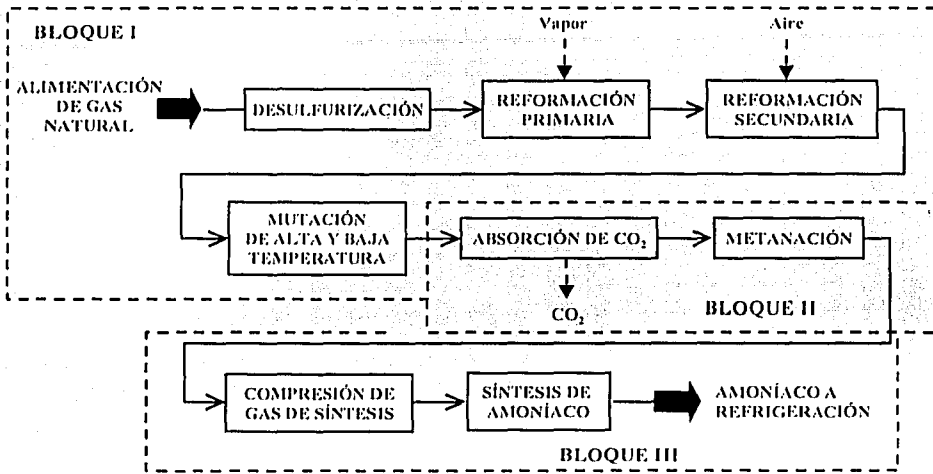 BLOQUE I
Vapor
Aire
ALIMENTACIÓN
DE GAS
NATURAL
DESULFURIZACIÓN
REFORMACIÓN
PRIMARIA
REFORMACIÓN
SECUNDARIA
MUTACIÓN
DE ALTA Y BAJA
TEMPERATURA
ABSORCIÓN DE CO₂
METANACIÓN
CO₂
BLOQUE II
COMPRESIÓN DE
GAS DE SÍNTESIS
SÍNTESIS DE
AMONÍACO
AMONÍACO A
REFRIGERACIÓN
BLOQUE III